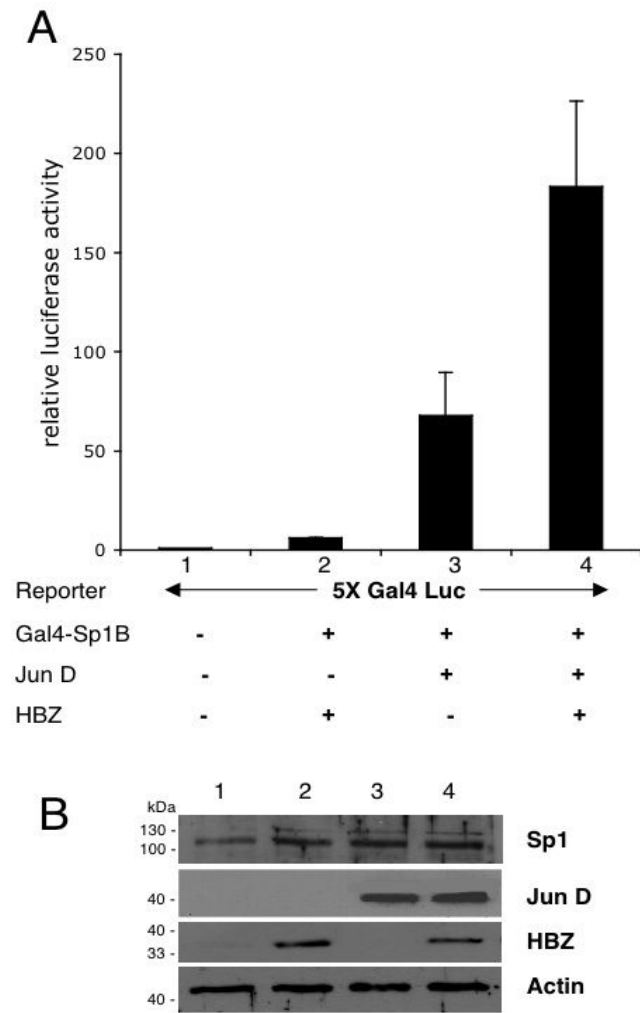 A
250
200
150
100
50
0
relative luciferase activity
1 2 3 4
Reporter 5X Gal4 Luc
Gal4-Sp1B - + + +
Jun D - - + +
HBZ - + - +
B
kDa 1 2 3 4
130 -
100 -
Sp1
40 -
Jun D
40 -
33 -
HBZ
40 -
Actin